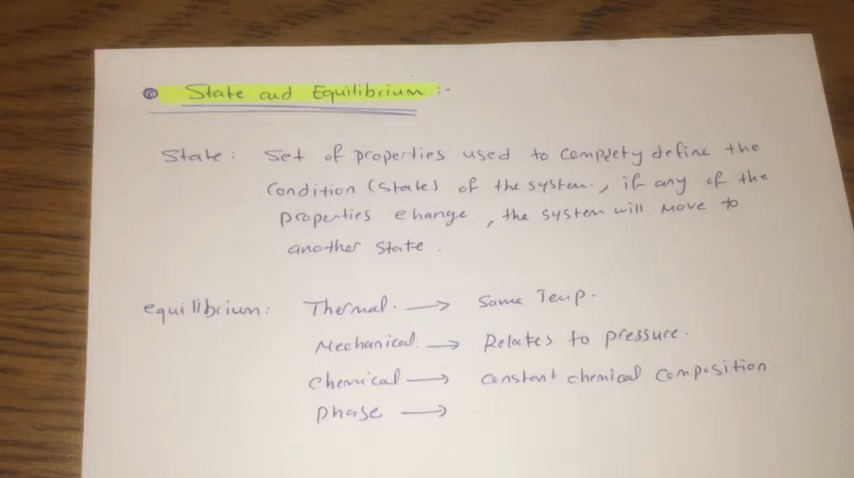 State and Equilibrium :-
State : Set of properties used to complety define the
Condition (State) of the system., if any of the
properties change, the system will move to
another state.
equilibrium: Thermal. → Same Temp.
Mechanical. → Relates to pressure.
chemical → constant chemical composition.
phase →